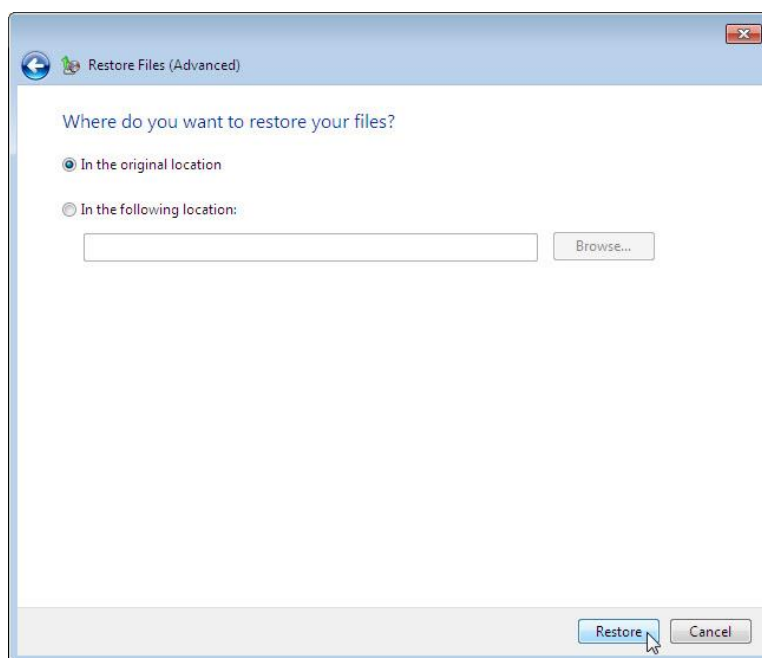 Restore Files (Advanced)
Where do you want to restore your files?
In the original location
In the following location:
Browse...
Restore
Cancel